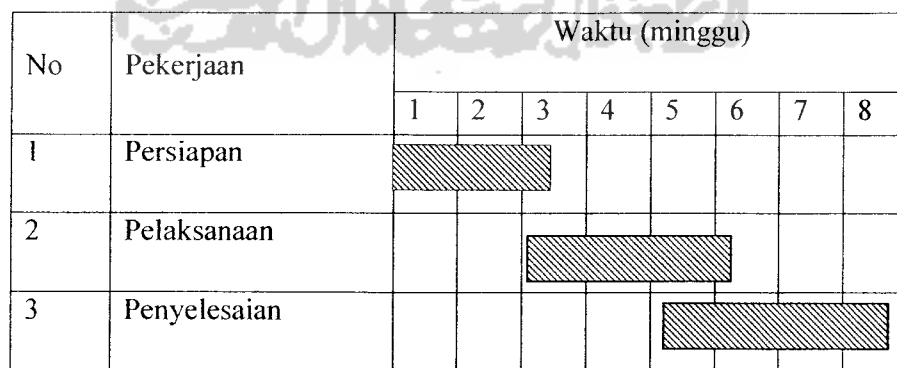 Waktu (minggu)
No Pekerjaan
1 2 3 4 5 6 7 8
1 Persiapan
2 Pelaksanaan
3 Penyelesaian